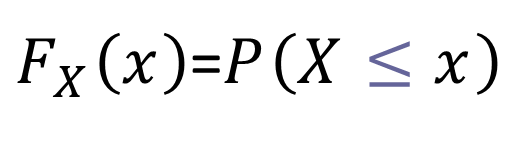 F_X(x)=P(X ≤ x)